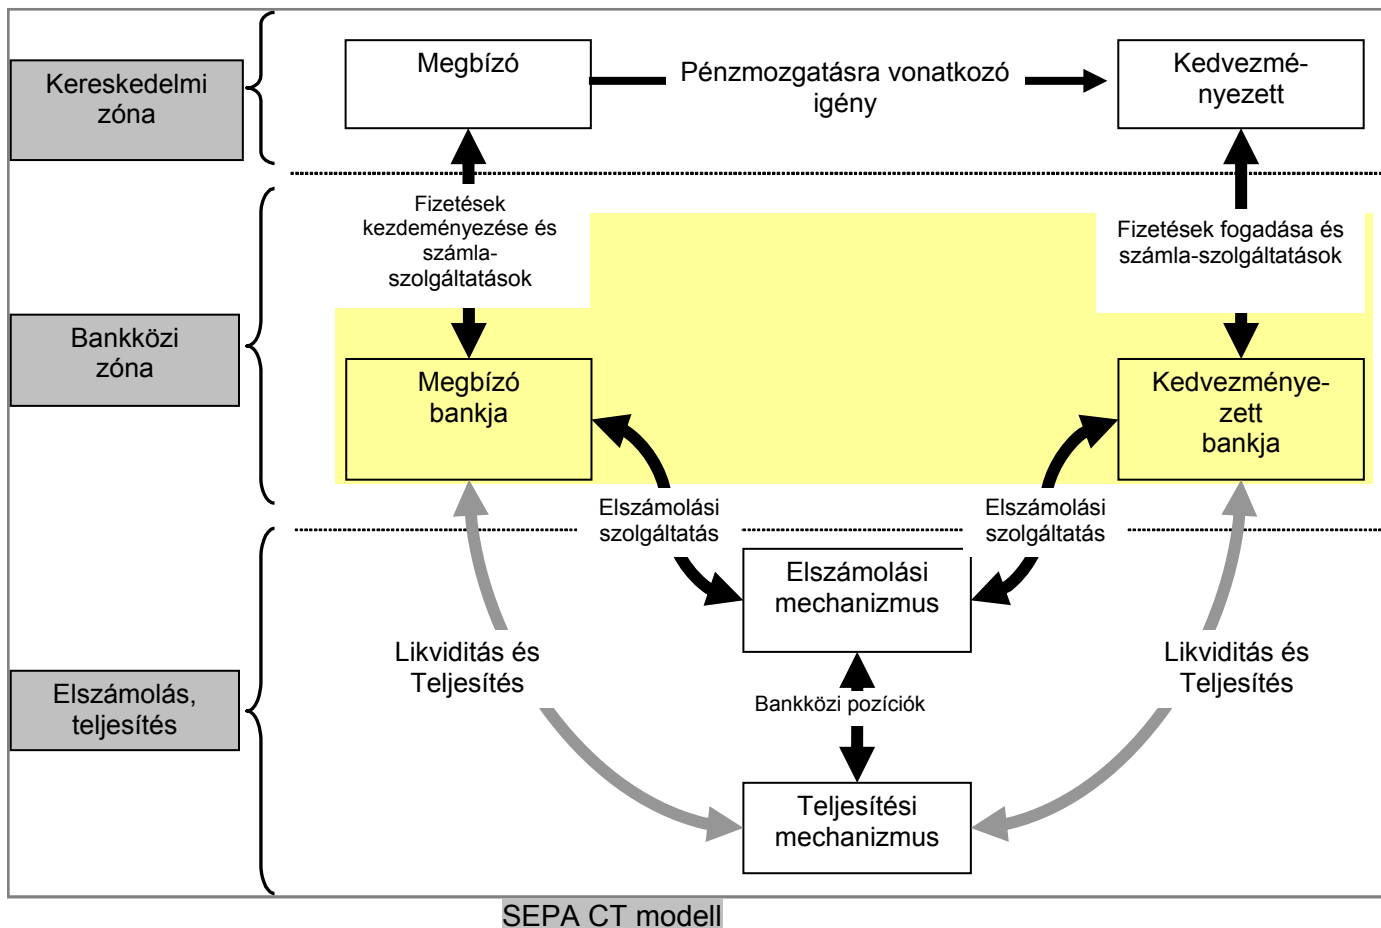 Kereskedelmi
zóna
Megbízó
Pénzmozgatásra vonatkozó
igény
Kedvezmé-
nyezett
Fizetések
kezdeményezése és
számla-
szolgáltatások
Fizetések fogadása és
számla-szolgáltatások
Bankközi
zóna
Megbízó
bankja
Kedvezménye-
zett
bankja
Elszámolási
szolgáltatás
Elszámolási
szolgáltatás
Elszámolás,
teljesítés
Elszámolási
mechanizmus
Likviditás és
Teljesítés
Likviditás és
Teljesítés
Bankközi pozíciók
Teljesítési
mechanizmus
SEPA CT modell